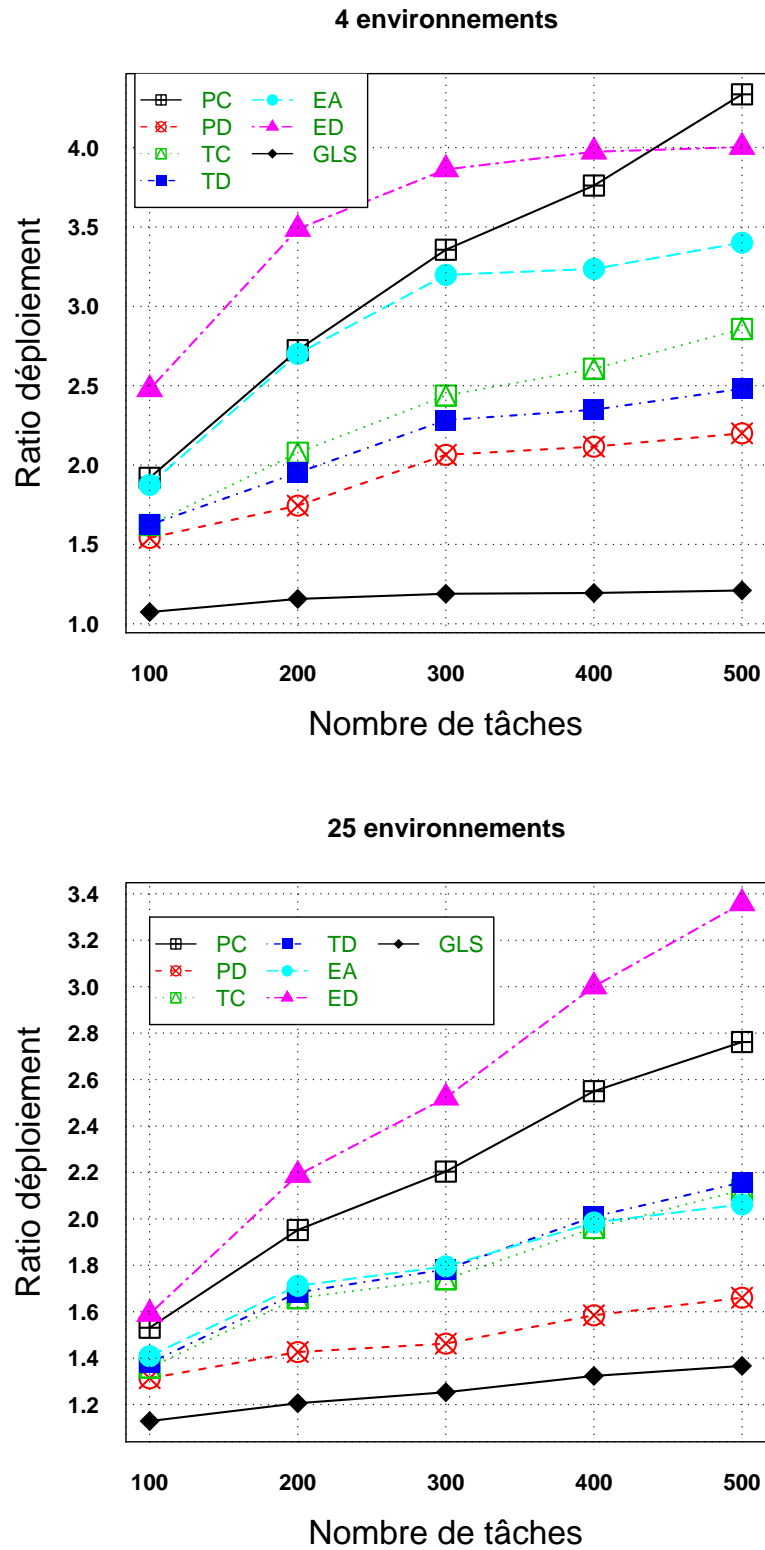 4 environnements
PC EA
PD ED
TC GLS
TD
4.0
3.5
3.0
2.5
2.0
1.5
1.0
Ratio déploiement
100 200 300 400 500
Nombre de tâches
25 environnements
PC TD GLS
PD EA
TC ED
3.4
3.2
3.0
2.8
2.6
2.4
2.2
2.0
1.8
1.6
1.4
1.2
Ratio déploiement
100 200 300 400 500
Nombre de tâches